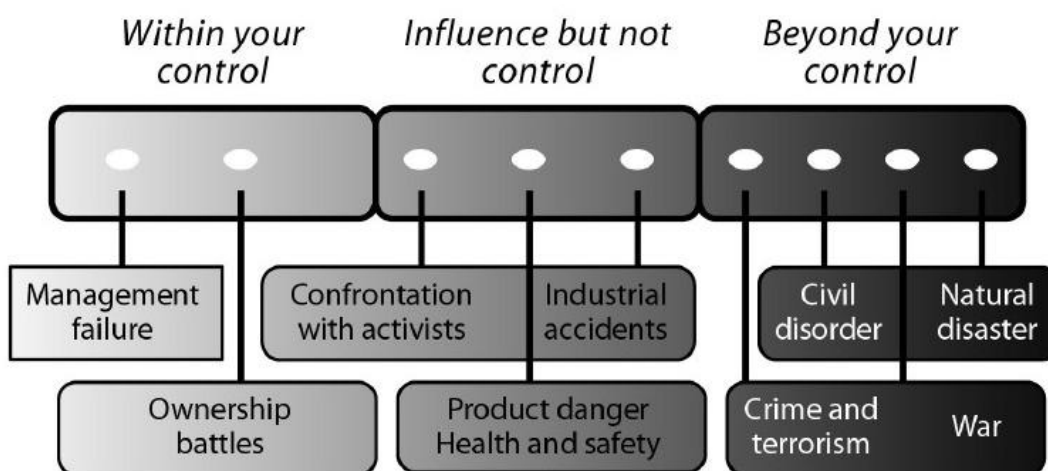 Within your
control
Influence but not
control
Beyond your
control
Management
failure
Confrontation
with activists
Industrial
accidents
Civil
disorder
Natural
disaster
Ownership
battles
Product danger
Health and safety
Crime and
terrorism
War